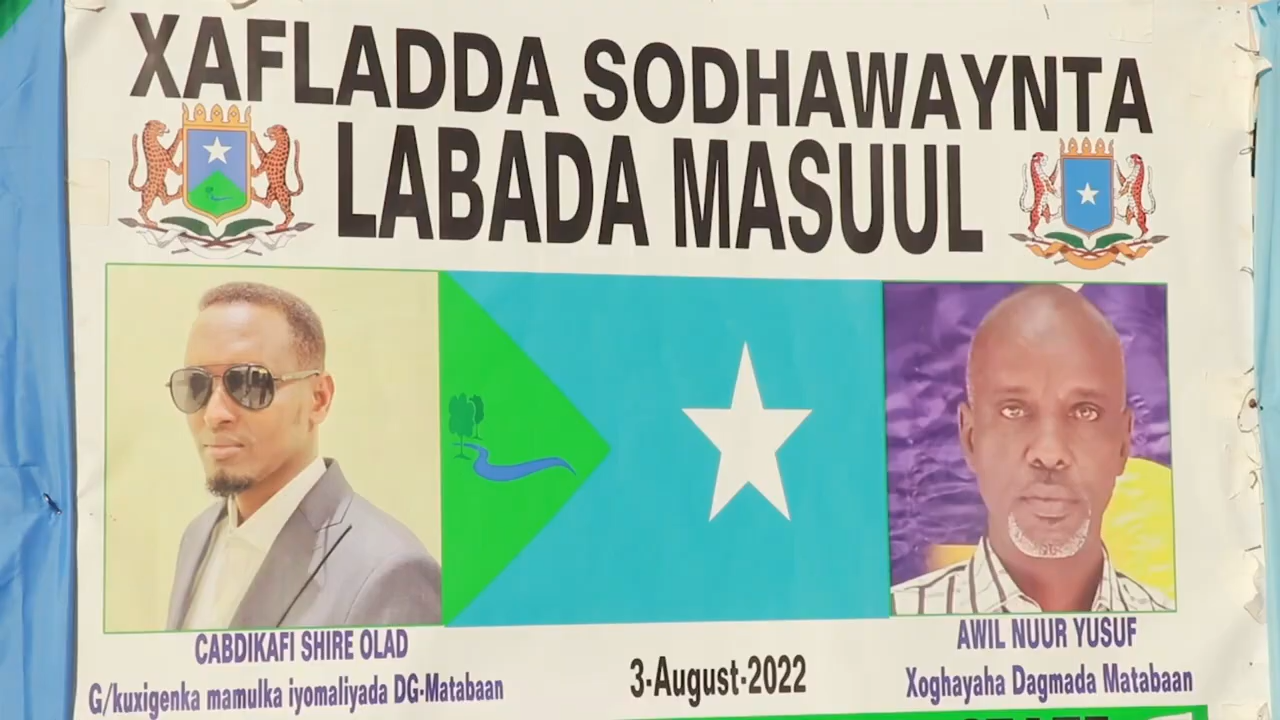 XAFLADDA SODHAWAYNTA
LABADA MASUUL
CABDIKAFI SHIRE OLAD
G/kuxigenka mamulka iyomaliyada DG-Matabaan
3-August-2022
AWIL NUUR YUSUF
Xoghayaha Dagmada Matabaan